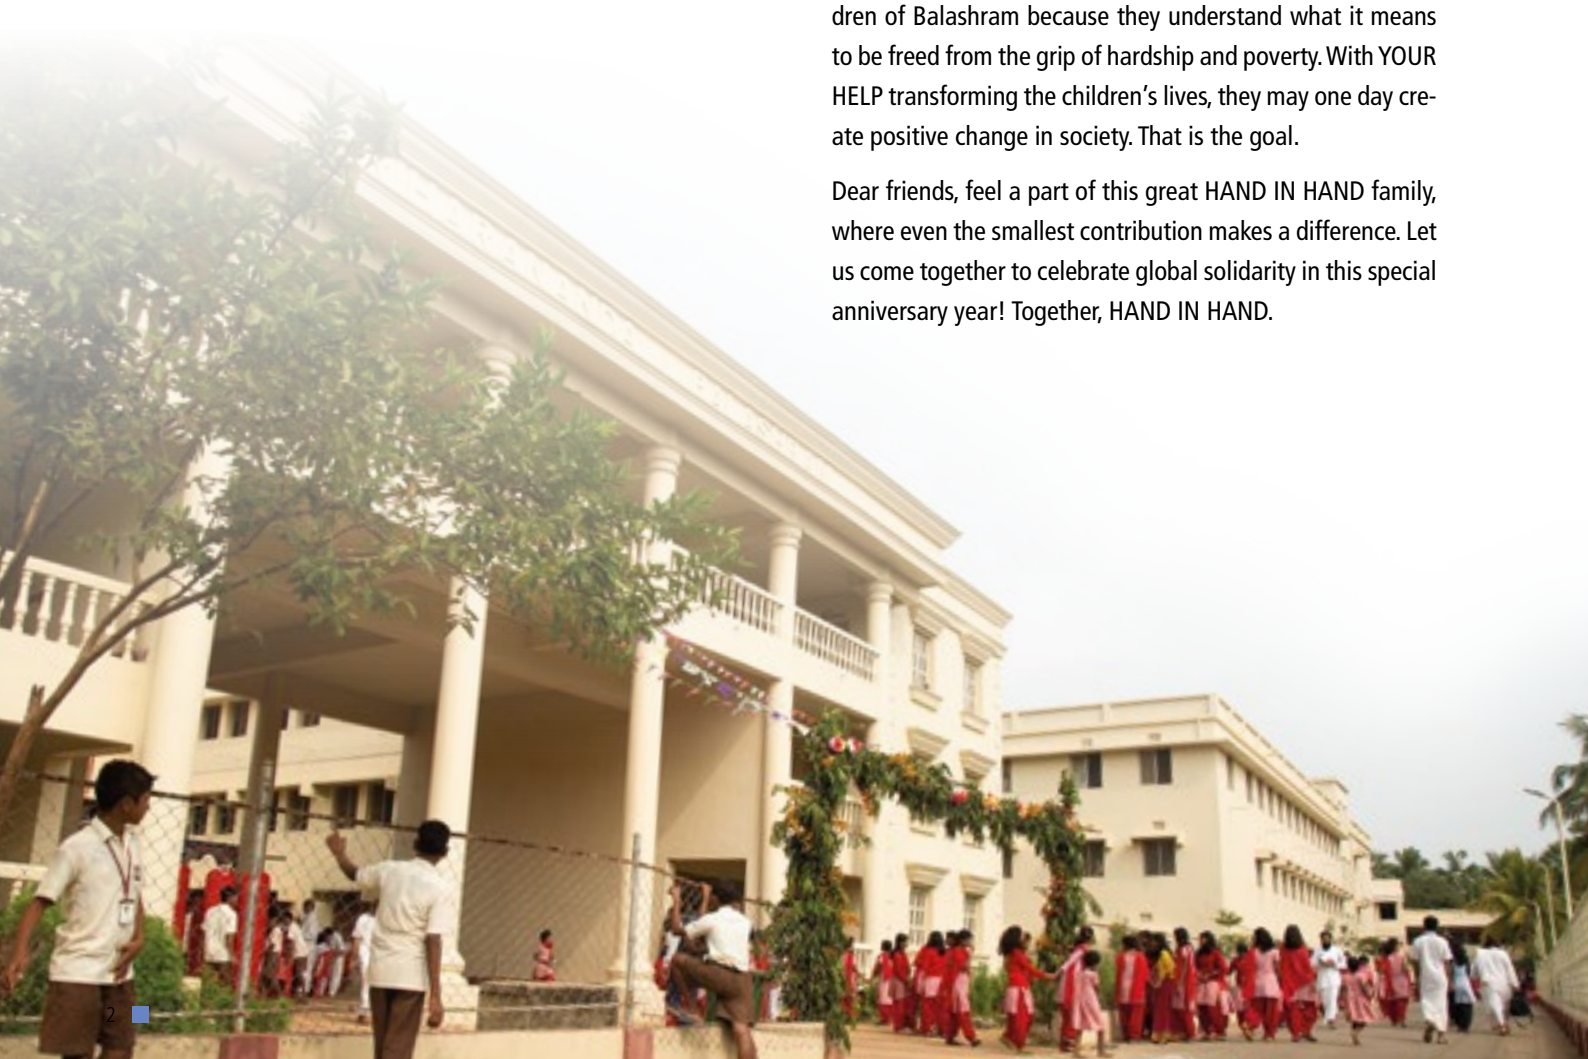 dren of Balashram because they understand what it means
to be freed from the grip of hardship and poverty. With YOUR
HELP transforming the children's lives, they may one day cre-
ate positive change in society. That is the goal.
Dear friends, feel a part of this great HAND IN HAND family,
where even the smallest contribution makes a difference. Let
us come together to celebrate global solidarity in this special
anniversary year! Together, HAND IN HAND.
2